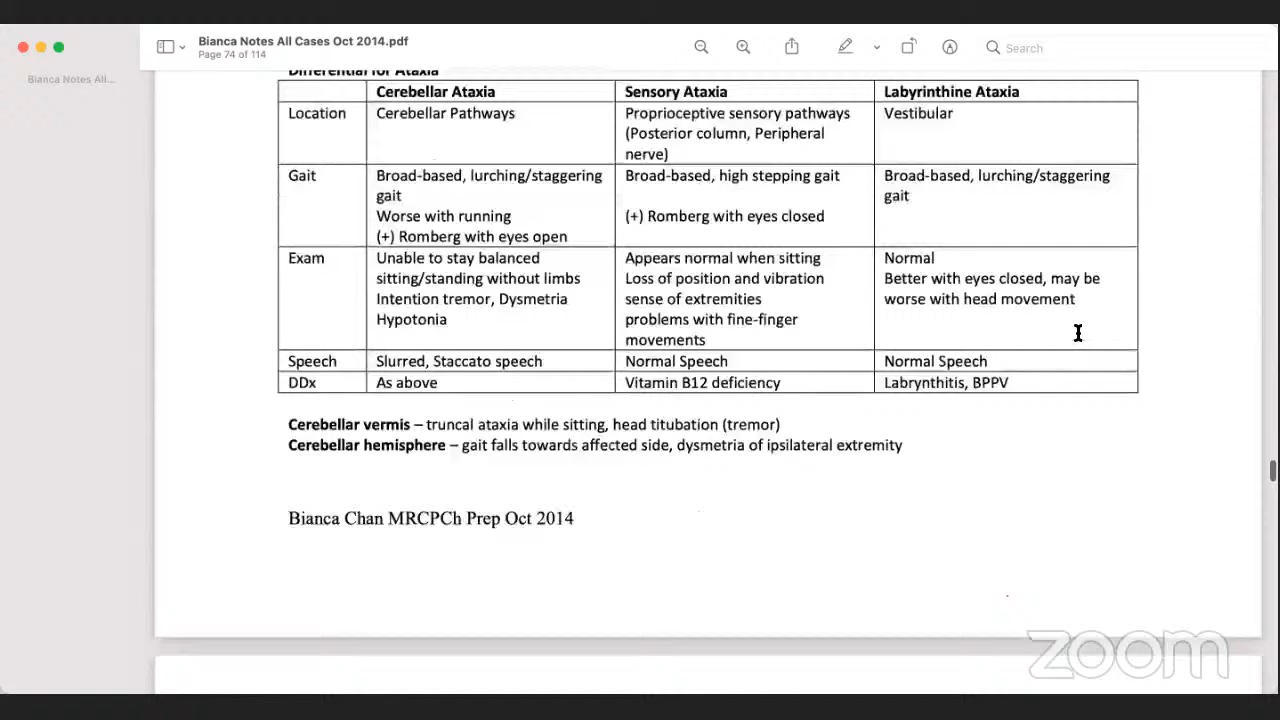 Bianca Notes All Cases Oct 2014.pdf
Page 74 of 114
Search
Bianca Notes All...
Differential for Ataxia
Cerebellar Ataxia Sensory Ataxia Labyrinthine Ataxia
Location Cerebellar Pathways Proprioceptive sensory pathways Vestibular
(Posterior column, Peripheral
nerve)
Gait Broad-based, lurching/staggering Broad-based, high stepping gait Broad-based, lurching/staggering
gait gait
Worse with running (+) Romberg with eyes closed
(+) Romberg with eyes open
Exam Unable to stay balanced Appears normal when sitting Normal
sitting/standing without limbs Loss of position and vibration Better with eyes closed, may be
Intention tremor, Dysmetria sense of extremities worse with head movement
Hypotonia problems with fine-finger
movements
Speech Slurred, Staccato speech Normal Speech Normal Speech
DDx As above Vitamin B12 deficiency Labrynthitis, BPPV
Cerebellar vermis – truncal ataxia while sitting, head titubation (tremor)
Cerebellar hemisphere – gait falls towards affected side, dysmetria of ipsilateral extremity
Bianca Chan MRCPCh Prep Oct 2014
zoom